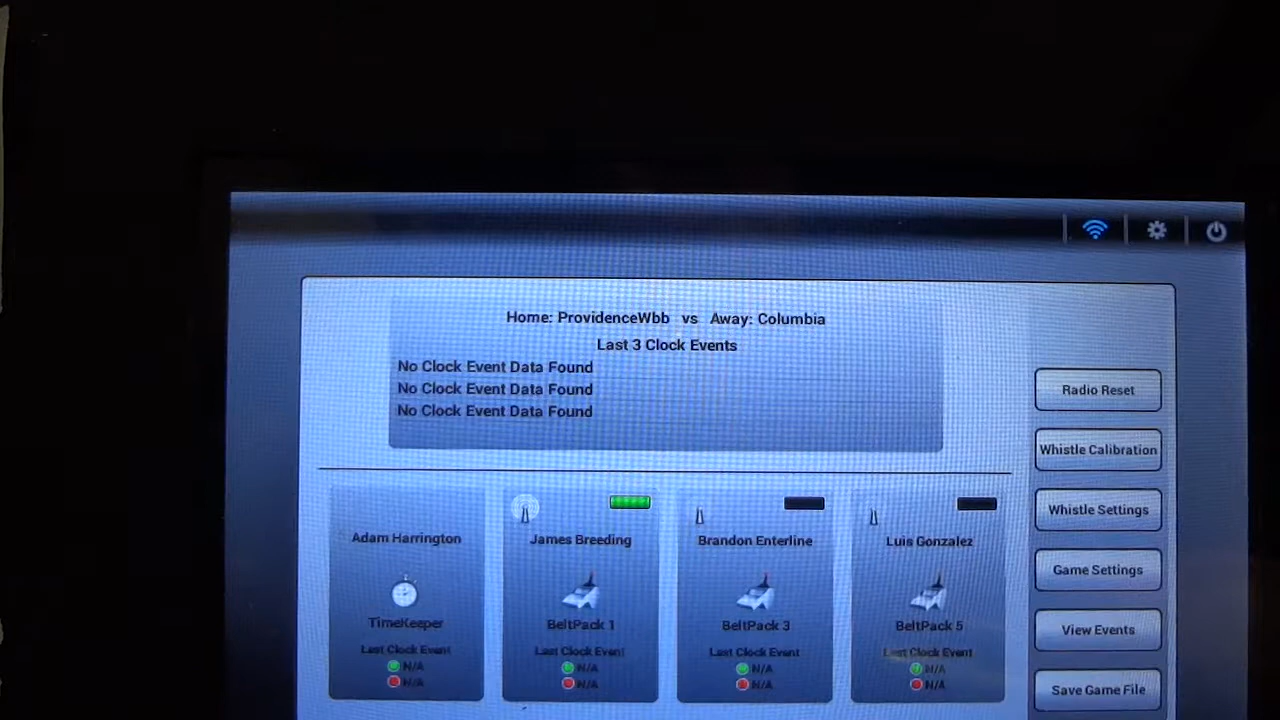 Home: ProvidenceWbb vs Away: Columbia
Last 3 Clock Events
No Clock Event Data Found
No Clock Event Data Found
No Clock Event Data Found
Radio Reset
Whistle Calibration
Whistle Settings
Game Settings
View Events
Save Game File
Adam Harrington
TimeKeeper
Last Clock Event
N/A
N/A
James Breeding
BeltPack 1
Last Clock Event
N/A
N/A
Brandon Enterline
BeltPack 3
Last Clock Event
N/A
N/A
Luis Gonzalez
BeltPack 5
Last Clock Event
N/A
N/A